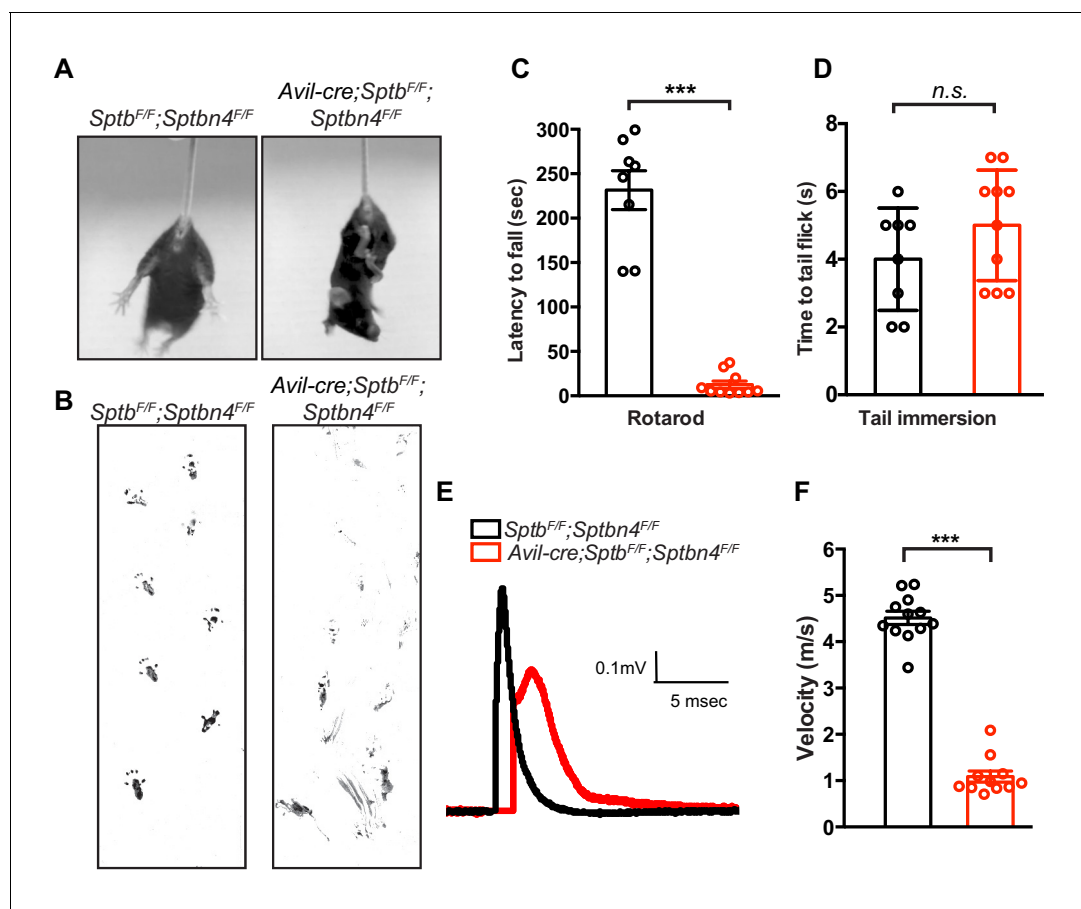 A
Sptb^F/F;Sptbn4^F/F
Avil-cre;Sptb^F/F;
Sptbn4^F/F
B
Sptb^F/F;Sptbn4^F/F
Avil-cre;Sptb^F/F;
Sptbn4^F/F
C
***
Latency to fall (sec)
300
250
200
150
100
50
0
Rotarod
D
n.s.
Time to tail flick (s)
8
6
4
2
0
Tail immersion
E
Sptb^F/F;Sptbn4^F/F
Avil-cre;Sptb^F/F;Sptbn4^F/F
0.1mV
5 msec
F
***
Velocity (m/s)
6
5
4
3
2
1
0